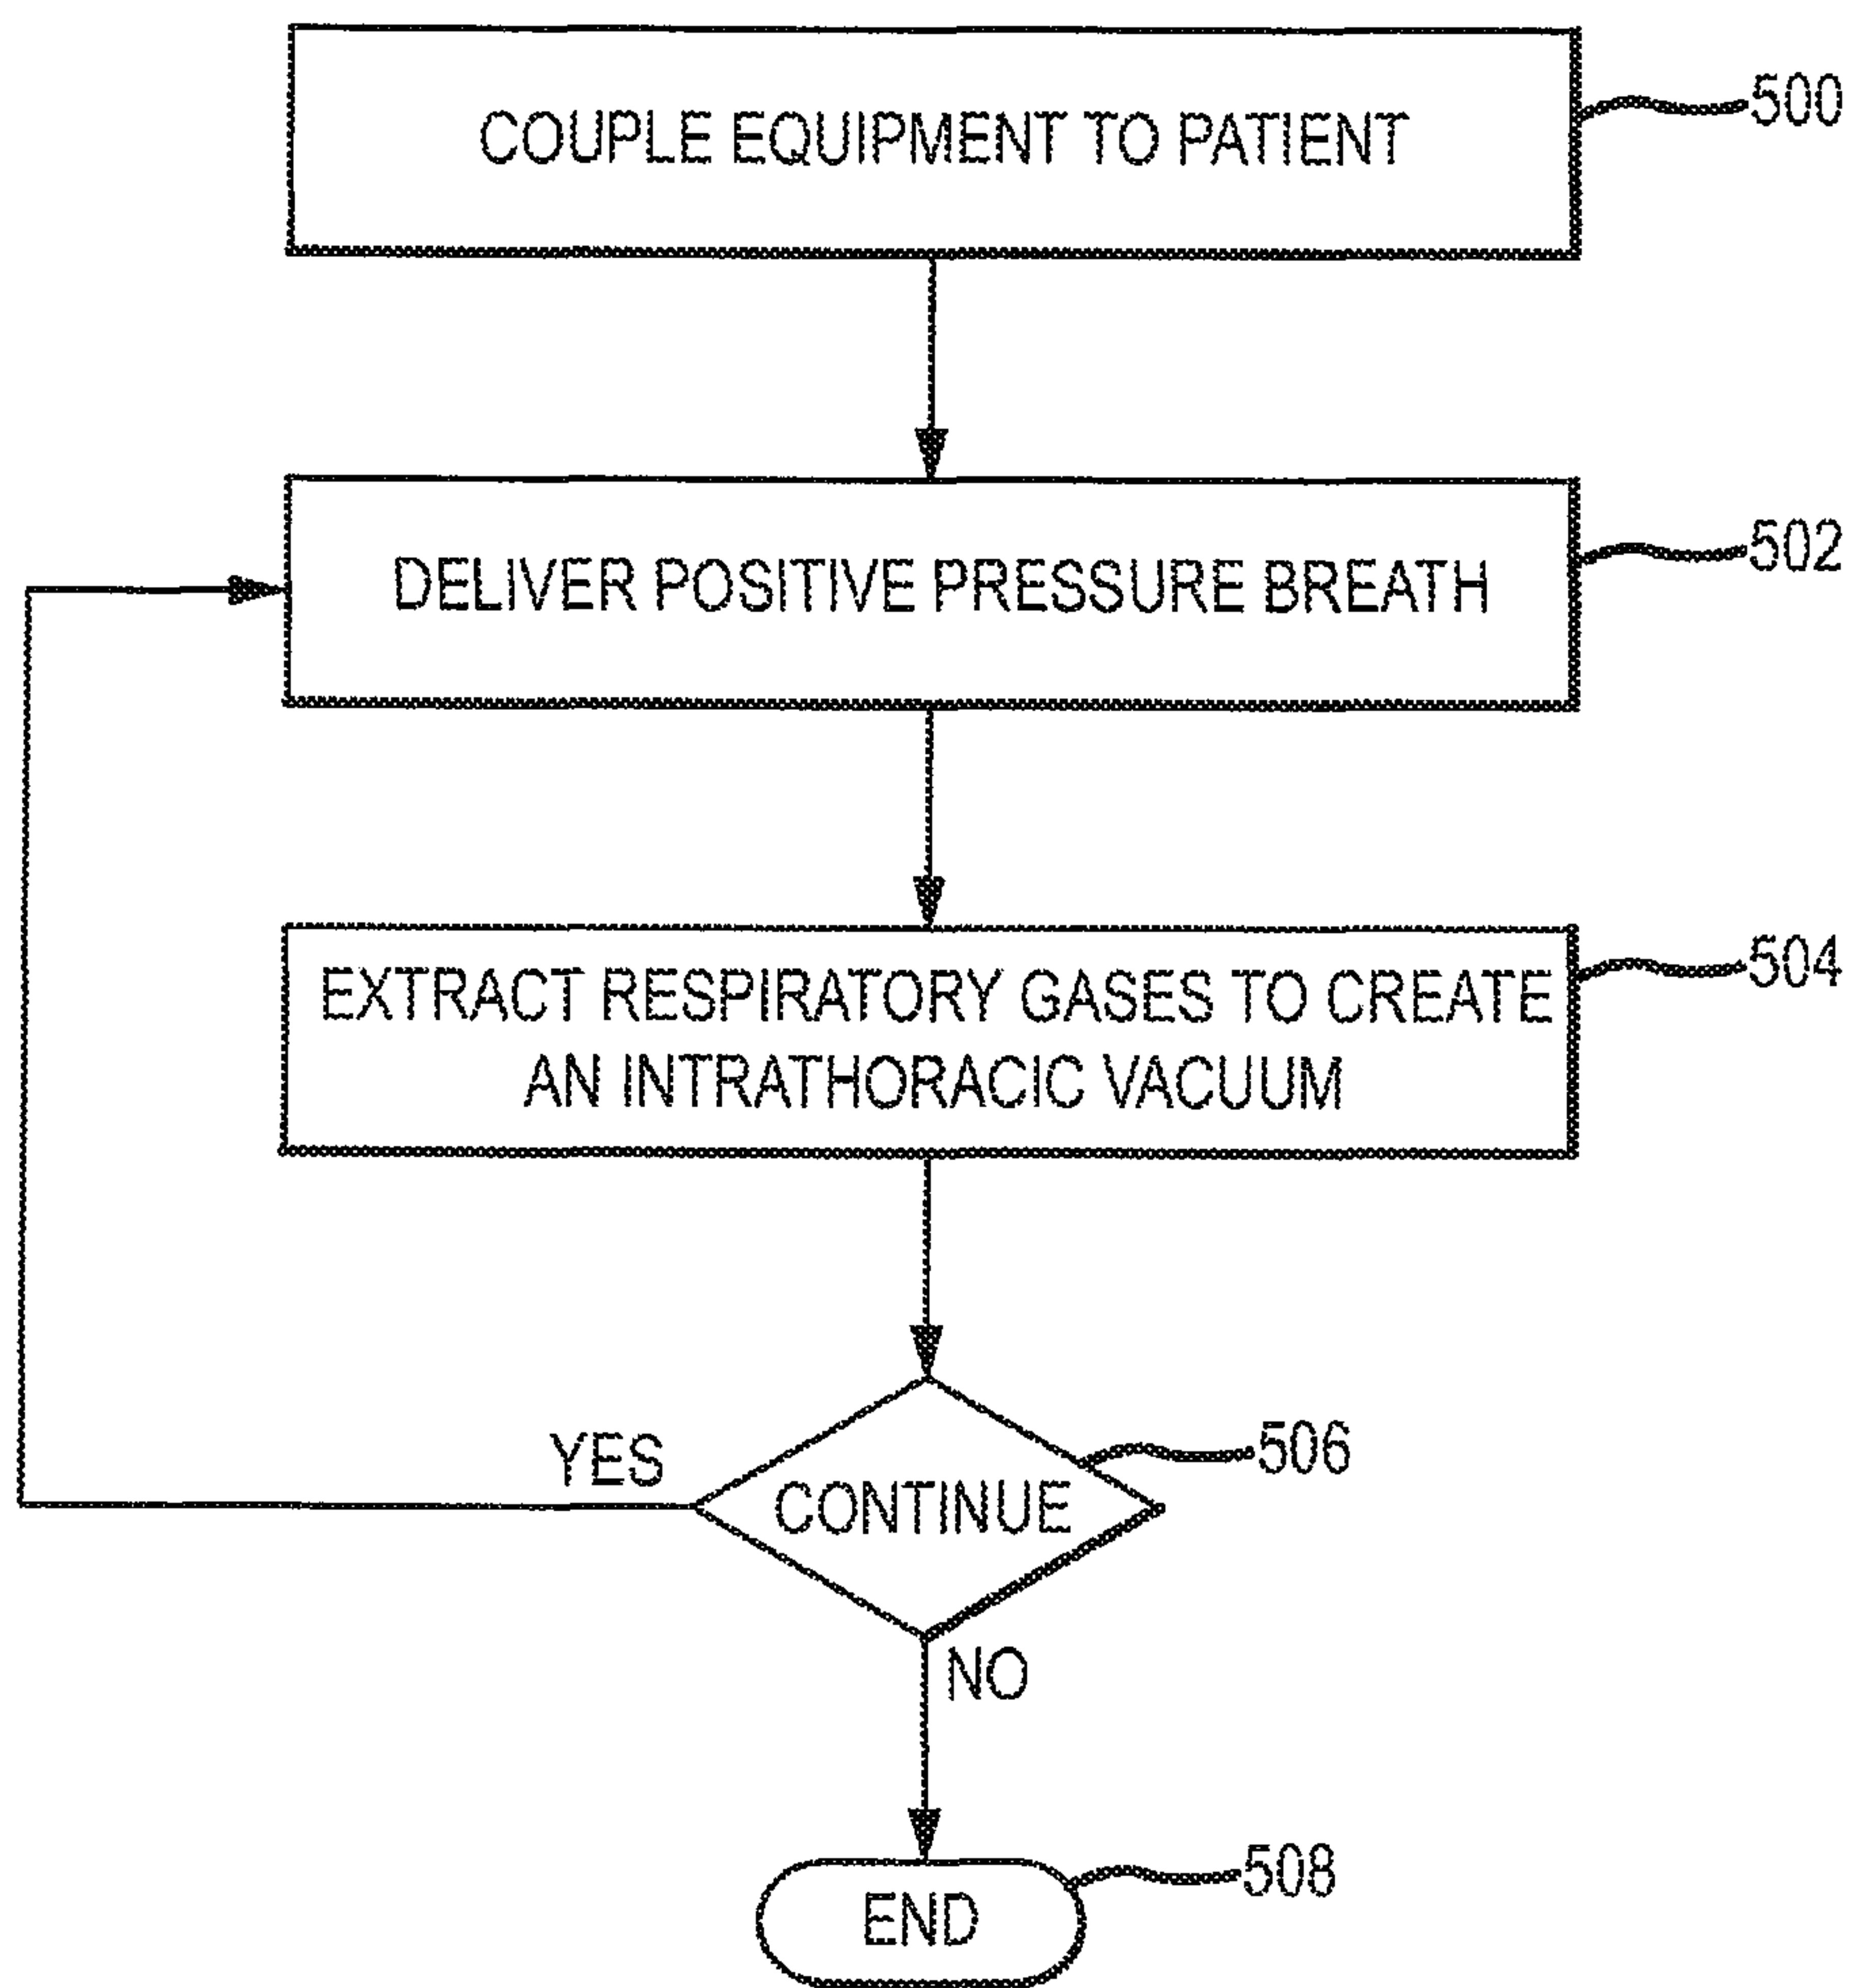 COUPLE EQUIPMENT TO PATIENT
500
DELIVER POSITIVE PRESSURE BREATH
502
EXTRACT RESPIRATORY GASES TO CREATE
AN INTRATHORACIC VACUUM
504
YES
CONTINUE
506
NO
END
508